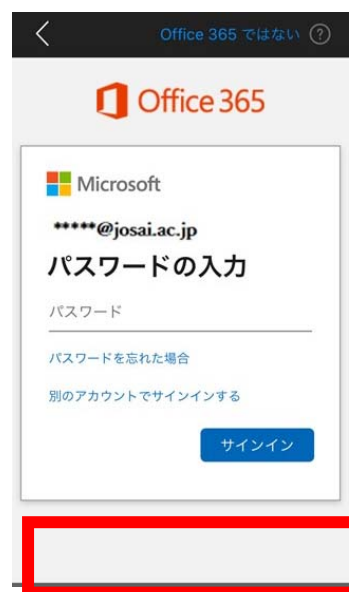 Office 365 ではない ?
Office 365
Microsoft
*****@josai.ac.jp
パスワードの入力
パスワード
パスワードを忘れた場合
別のアカウントでサインインする
サインイン